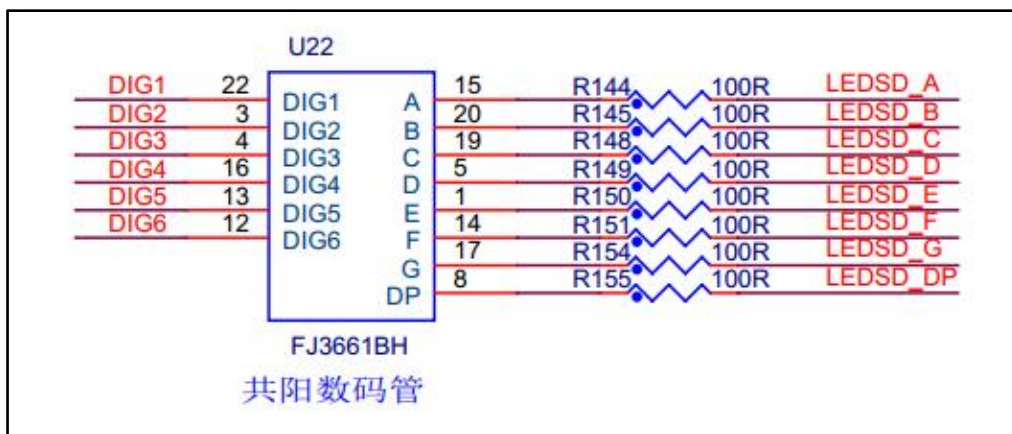 U22
DIG1 22 DIG1 A 15 R144 100R LEDSD_A
DIG2 3 DIG2 B 20 R145 100R LEDSD_B
DIG3 4 DIG3 C 19 R148 100R LEDSD_C
DIG4 16 DIG4 D 5 R149 100R LEDSD_D
DIG5 13 DIG5 E 1 R150 100R LEDSD_E
DIG6 12 DIG6 F 14 R151 100R LEDSD_F
G 17 R154 100R LEDSD_G
DP 8 R155 100R LEDSD_DP
FJ3661BH
共阳数码管